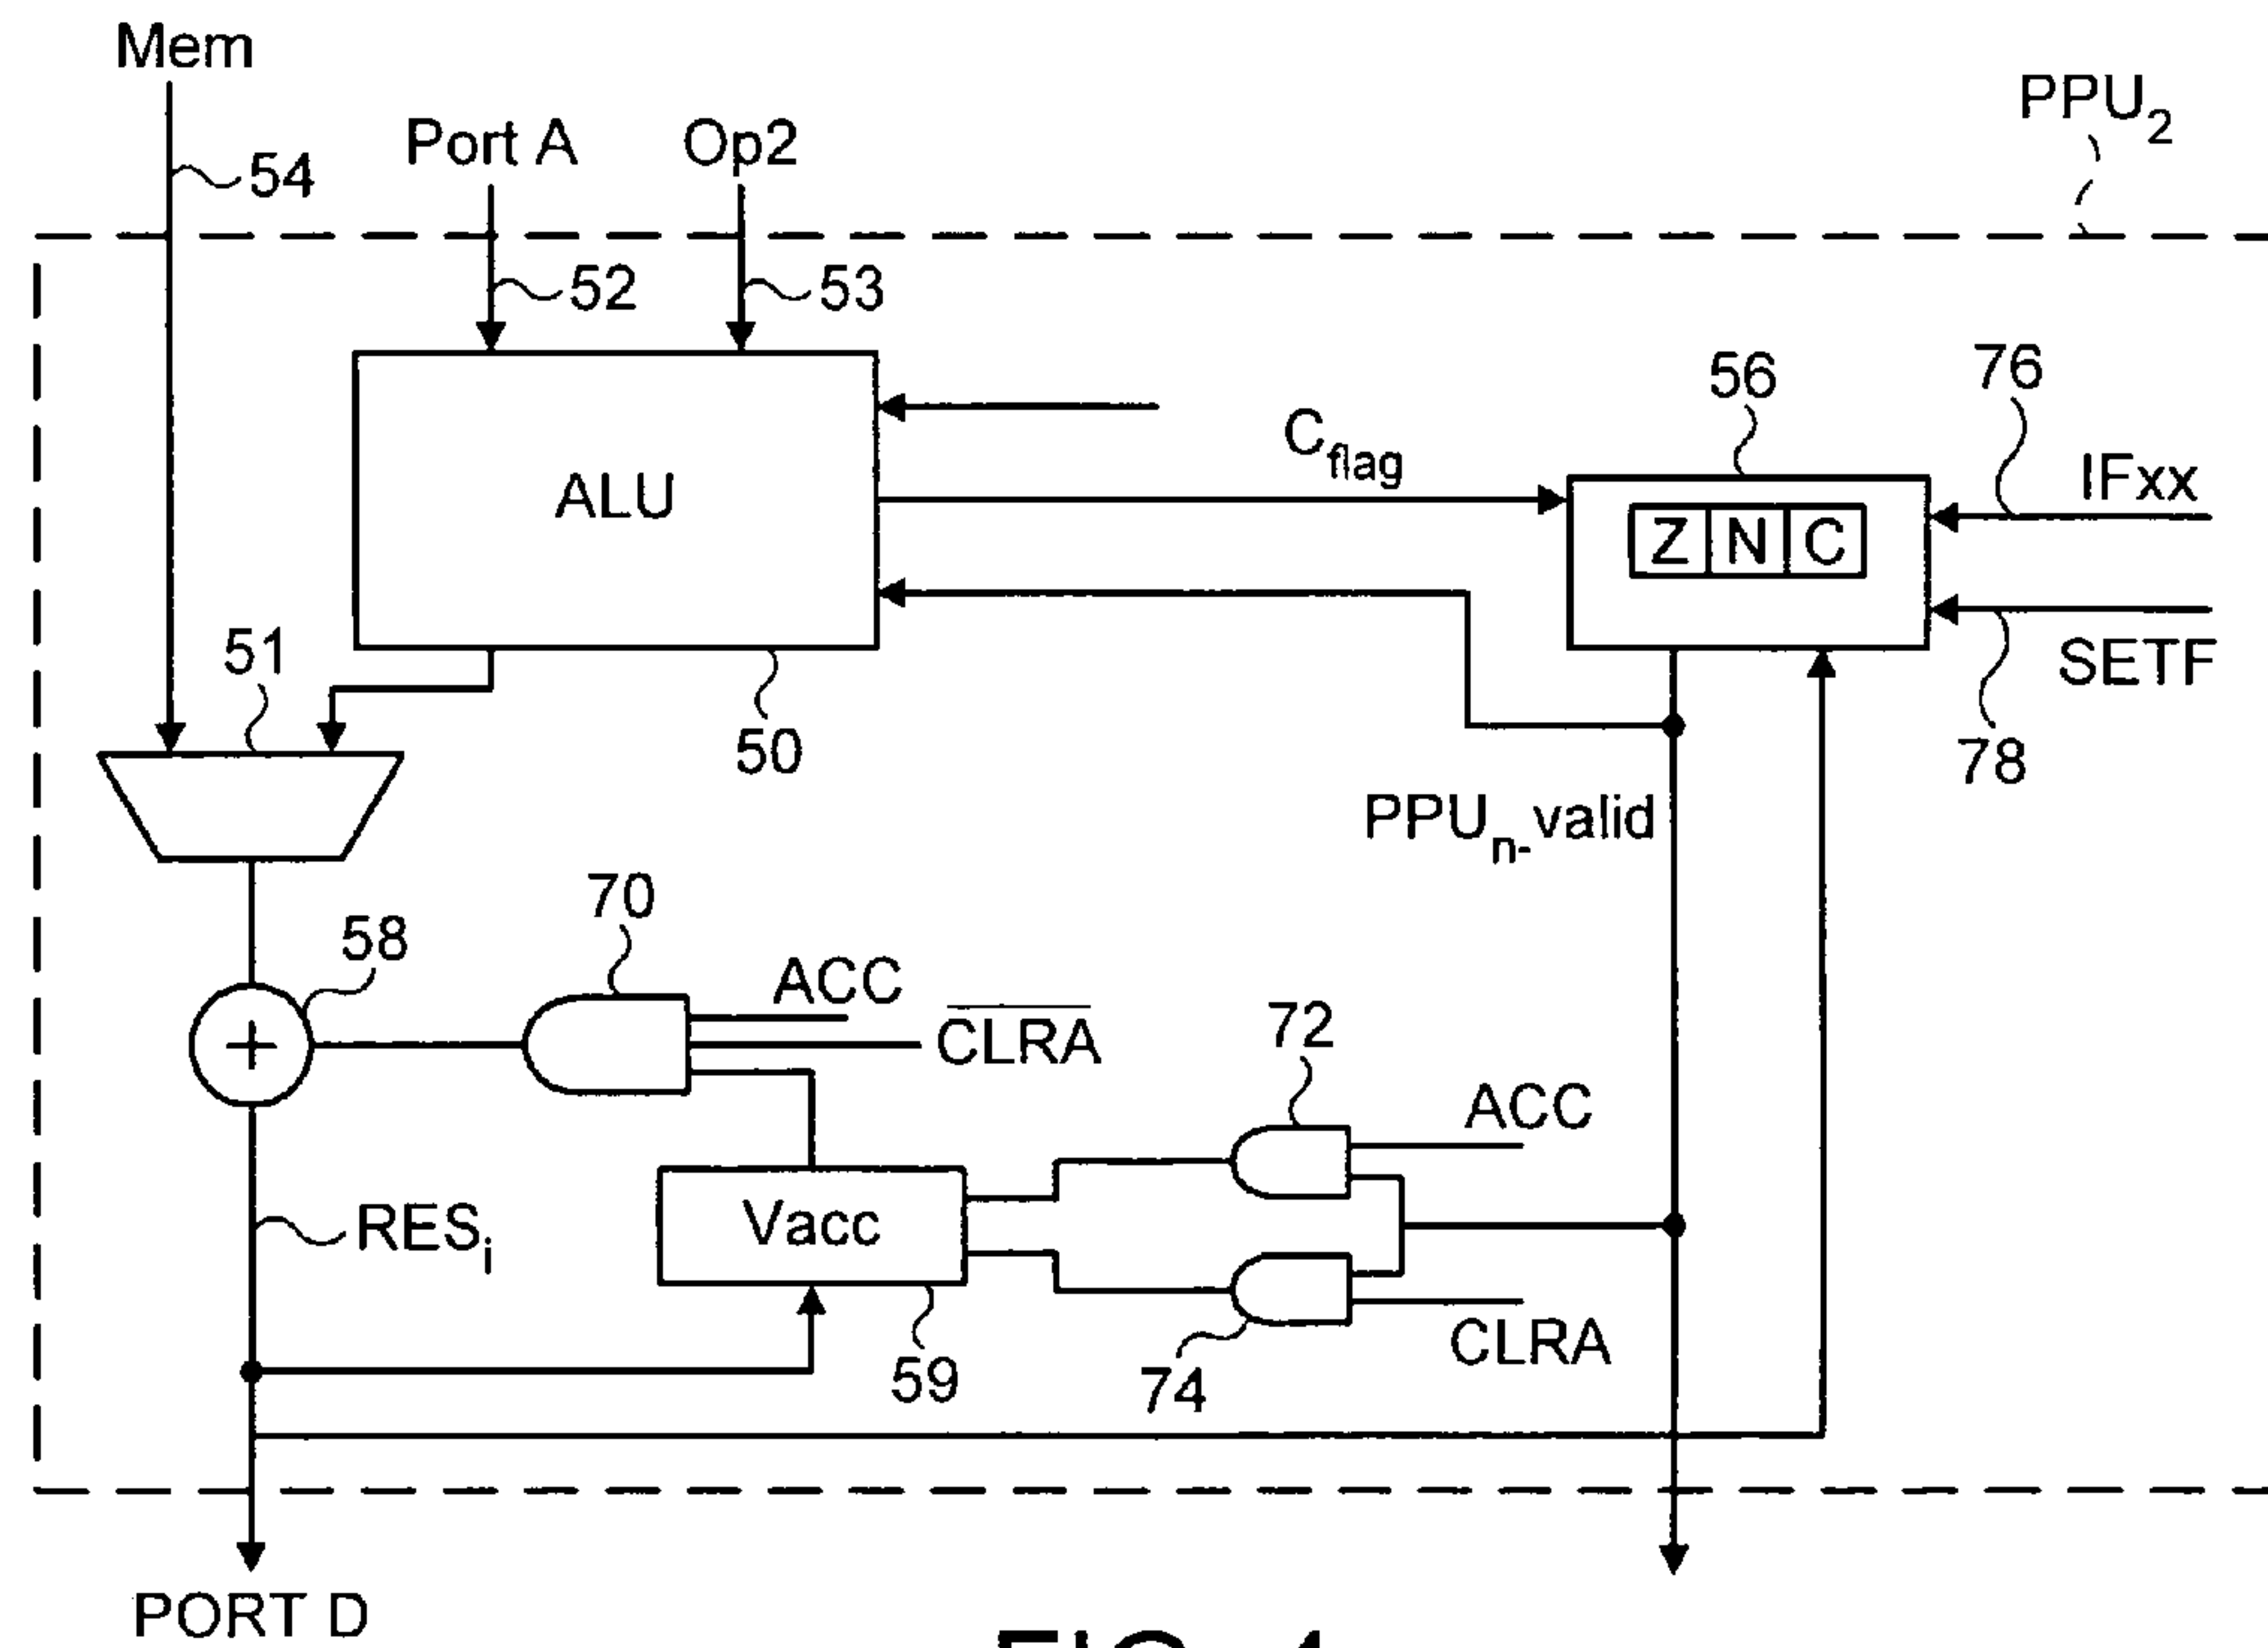 Mem
PPU2
Port A
Op2
54
52
53
56
76
Cflag
IFxx
ALU
Z N C
SETF
51
50
78
PPUn- valid
70
58
ACC
CLRA
72
+
ACC
RESi
Vacc
CLRA
59
74
PORT D